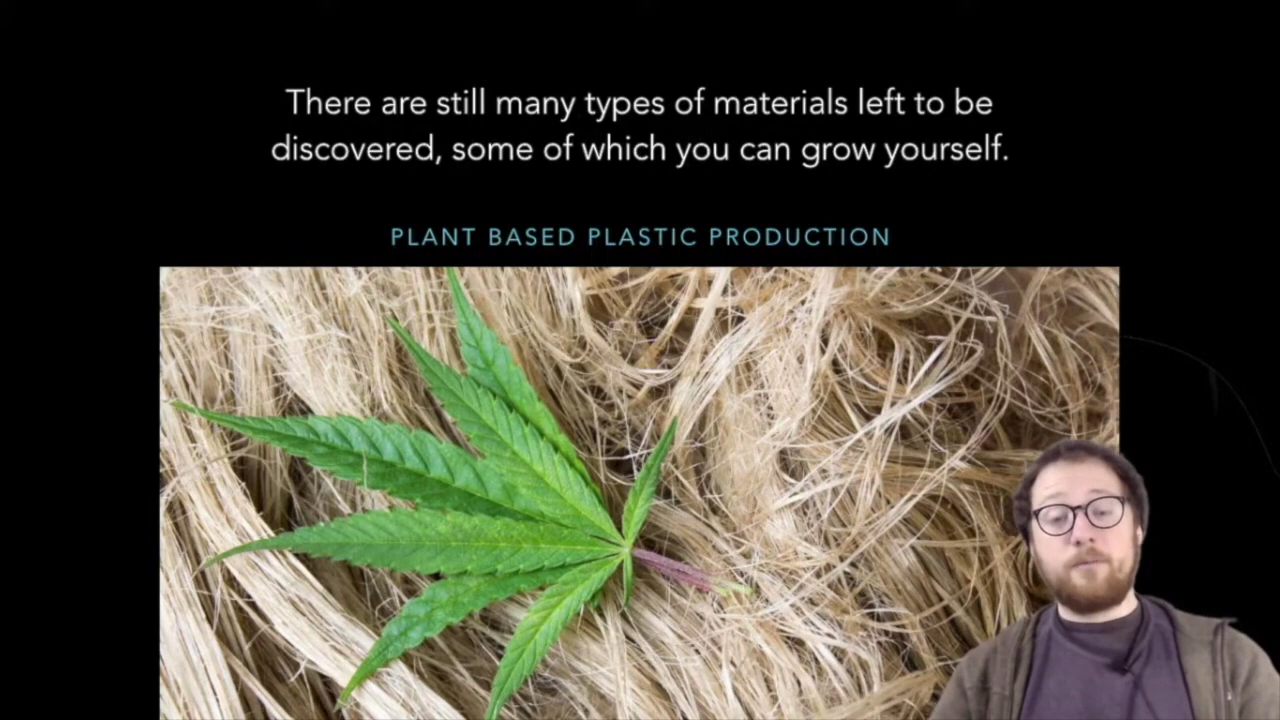 There are still many types of materials left to be
discovered, some of which you can grow yourself.
PLANT BASED PLASTIC PRODUCTION